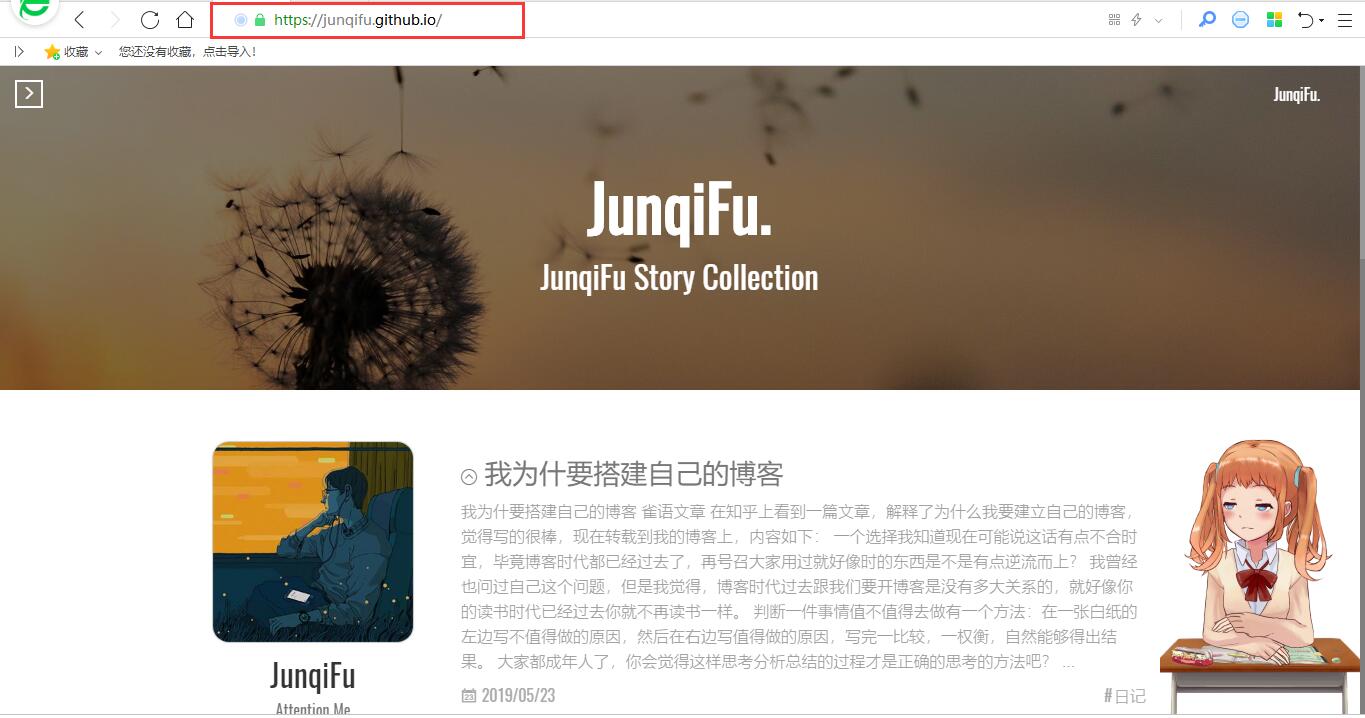 https://junqifu.github.io/
收藏 您还没有收藏，点击导入！
JunqiFu.
JunqiFu.
JunqiFu Story Collection
我为什要搭建自己的博客
我为什要搭建自己的博客 雀语文章 在知乎上看到一篇文章，解释了为什么我要建立自己的博客，
觉得写的很棒，现在转载到我的博客上，内容如下： 一个选择我知道现在可能说这话有点不合时
宜，毕竟博客时代都已经过去了，再号召大家用过就好像时的东西是不是有点逆流而上？ 我曾经
也问过自己这个问题，但是我觉得，博客时代过去跟我们要开博客是没有多大关系的，就好像你
的读书时代已经过去你就不再读书一样。 判断一件事情值不值得去做有一个方法：在一张白纸的
左边写不值得做的原因，然后在右边写值得做的原因，写完一比较，一权衡，自然能够得出结
果。 大家都成年人了，你会觉得这样思考分析总结的过程才是正确的思考的方法吧？ ...
23 2019/05/23 #日记
JunqiFu
Attention Me